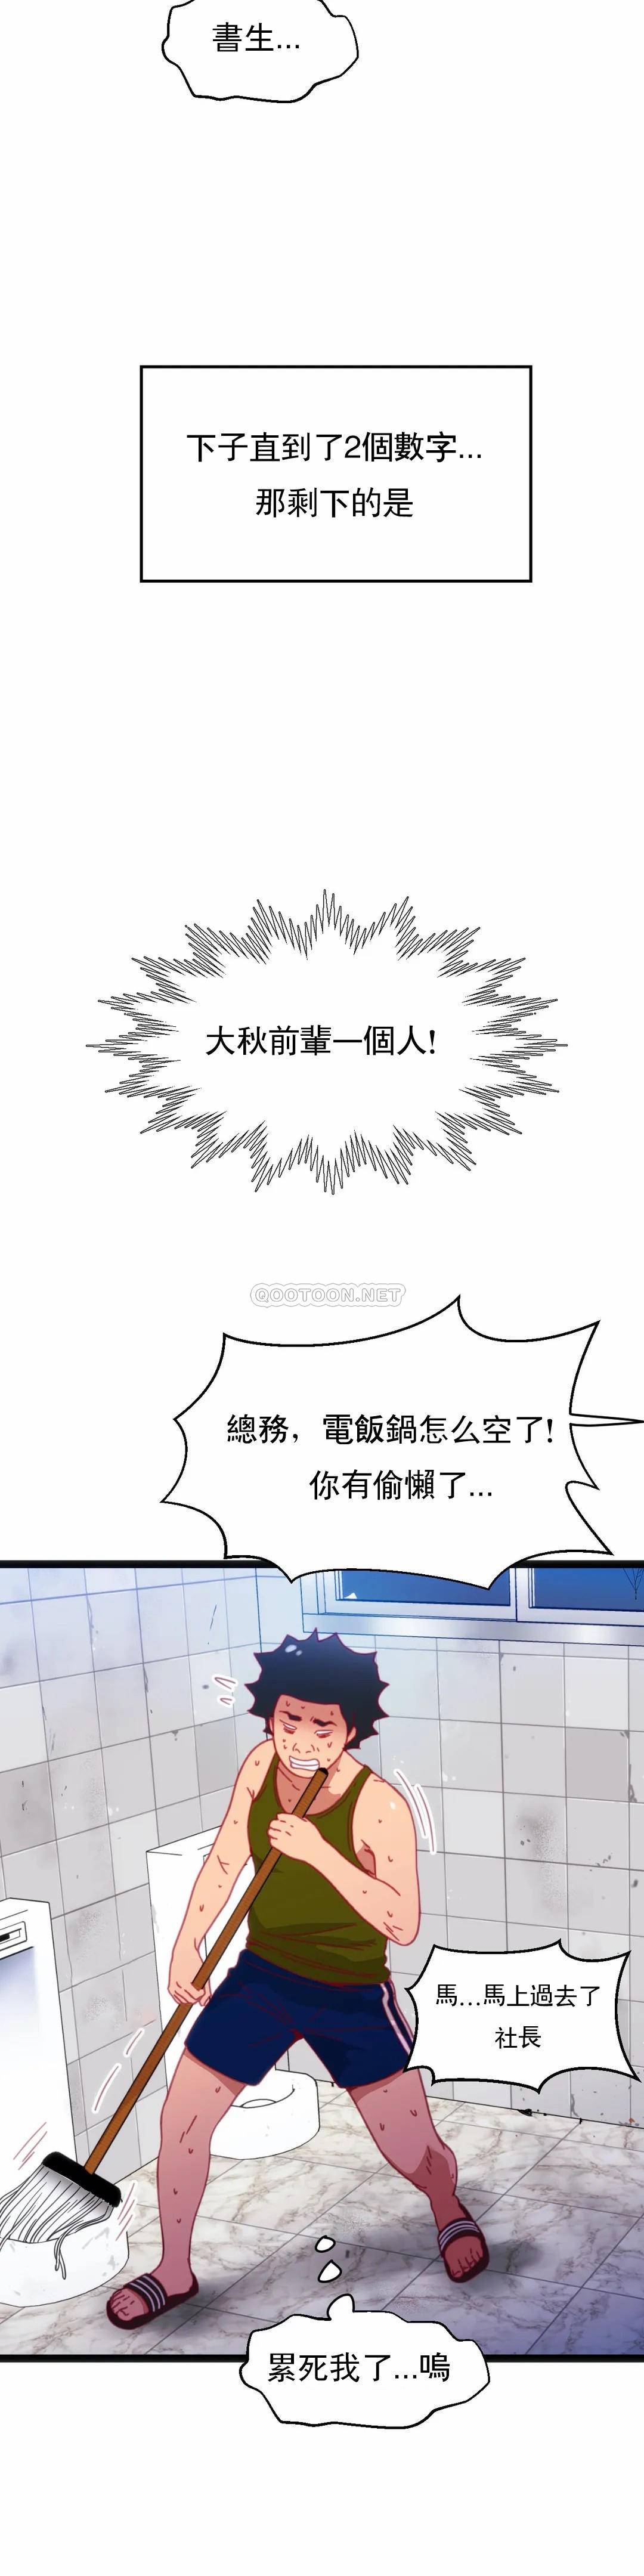 書生...
下子直到了2個數字...
那剩下的是
大秋前輩一個人!
QOOTOON.NET
總務，電飯鍋怎么空了!
你有偷懶了...
馬...馬上過去了
社長
累死我了...嗚